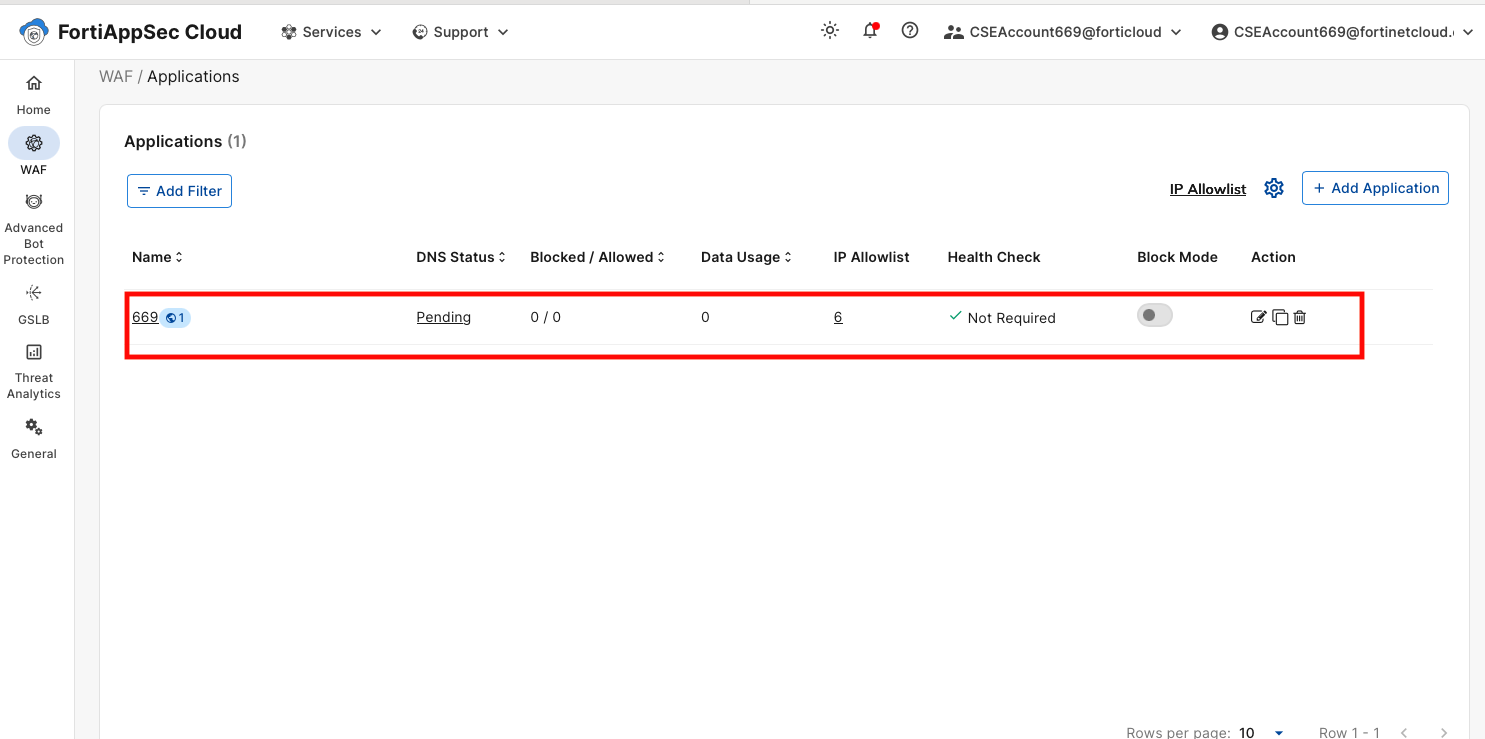 FortiAppSec Cloud Services Support CSEAccount669@forticloud CSEAccount669@fortinetcloud.
WAF / Applications
Home
WAF
Advanced
Bot
Protection
GSLB
Threat
Analytics
General
Applications (1)
Add Filter IP Allowlist + Add Application
Name DNS Status Blocked / Allowed Data Usage IP Allowlist Health Check Block Mode Action
669 1 Pending 0 / 0 0 6 Not Required
Rows per page: 10 Row 1 - 1